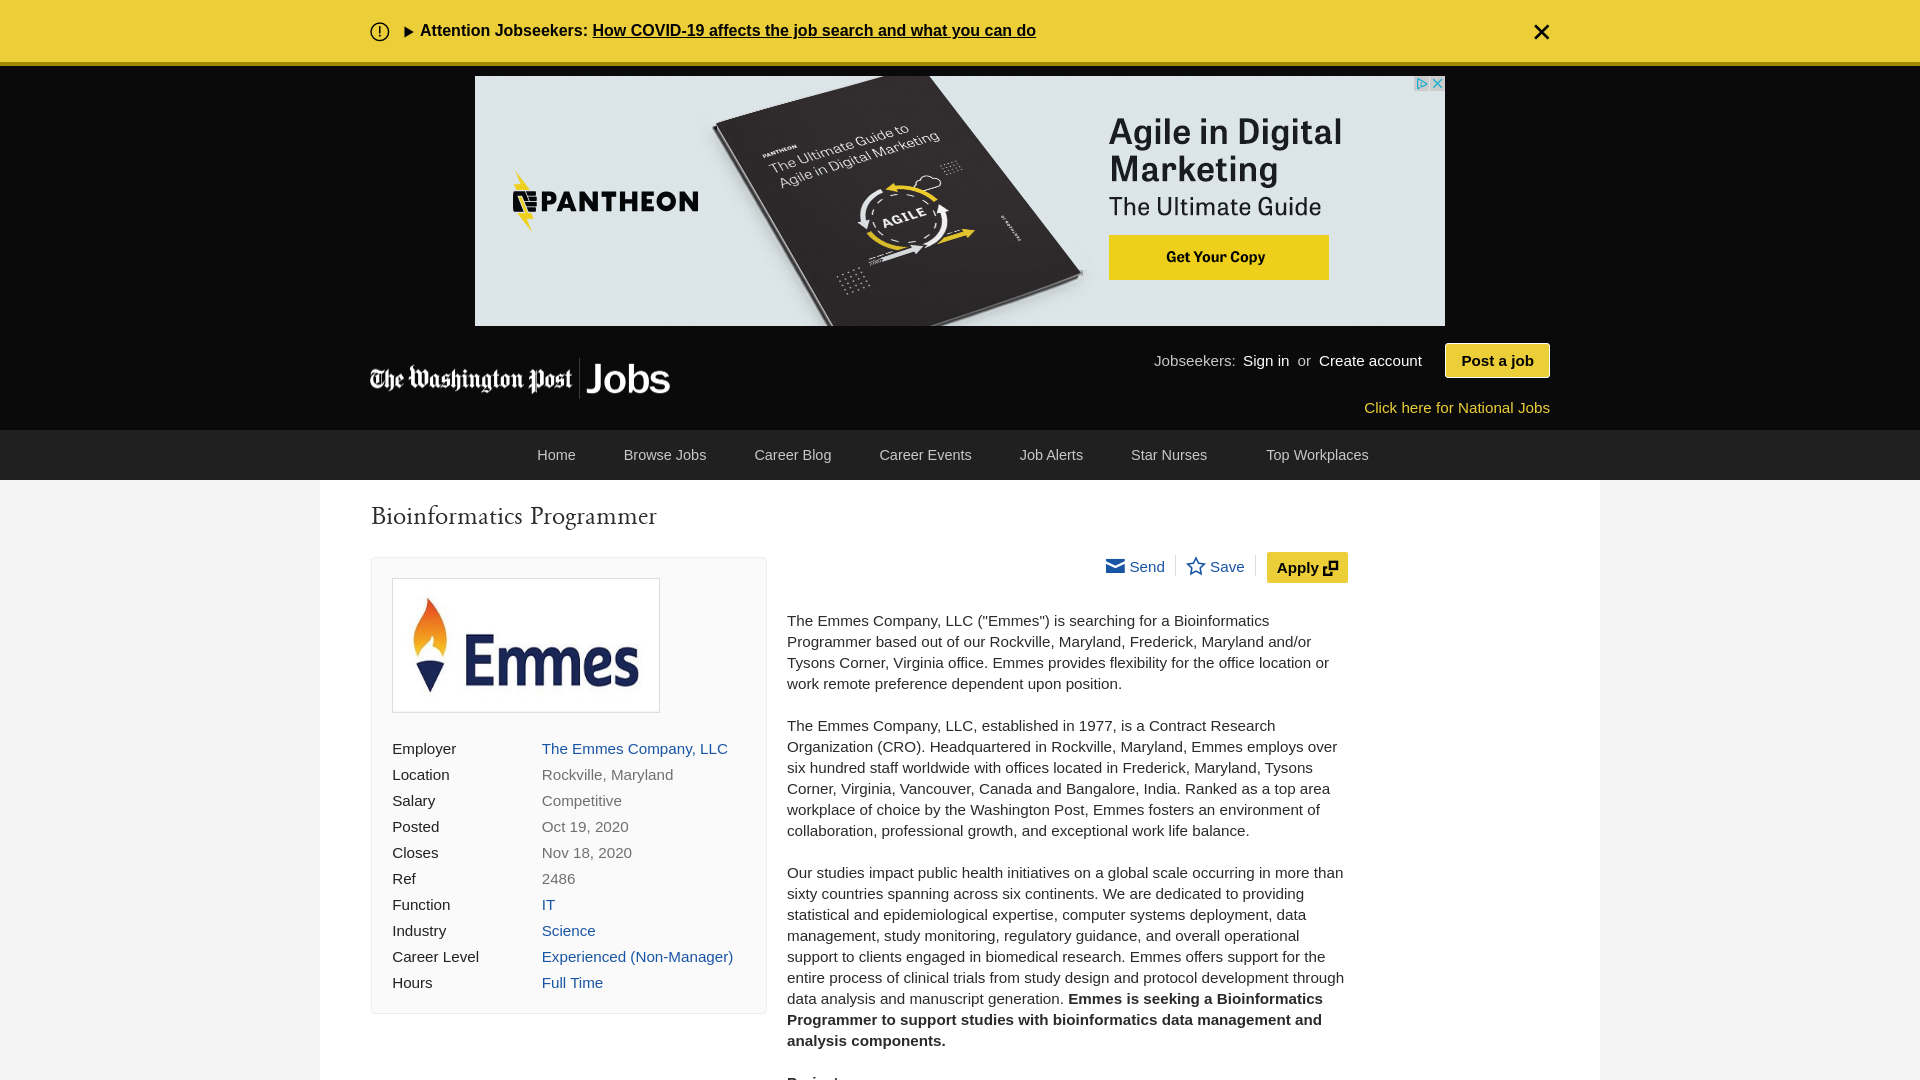 Attention Jobseekers: How COVID-19 affects the job search and what you can do
PANTHEON
PANTHEON
The Ultimate Guide to
Agile in Digital Marketing
AGILE
Agile in Digital
Marketing
The Ultimate Guide
Get Your Copy
The Washington Post Jobs
Jobseekers: Sign in or Create account
Post a job
Click here for National Jobs
Home Browse Jobs Career Blog Career Events Job Alerts Star Nurses Top Workplaces
Bioinformatics Programmer
Emmes
Employer The Emmes Company, LLC
Location Rockville, Maryland
Salary Competitive
Posted Oct 19, 2020
Closes Nov 18, 2020
Ref 2486
Function IT
Industry Science
Career Level Experienced (Non-Manager)
Hours Full Time
Send Save Apply
The Emmes Company, LLC ("Emmes") is searching for a Bioinformatics
Programmer based out of our Rockville, Maryland, Frederick, Maryland and/or
Tysons Corner, Virginia office. Emmes provides flexibility for the office location or
work remote preference dependent upon position.
The Emmes Company, LLC, established in 1977, is a Contract Research
Organization (CRO). Headquartered in Rockville, Maryland, Emmes employs over
six hundred staff worldwide with offices located in Frederick, Maryland, Tysons
Corner, Virginia, Vancouver, Canada and Bangalore, India. Ranked as a top area
workplace of choice by the Washington Post, Emmes fosters an environment of
collaboration, professional growth, and exceptional work life balance.
Our studies impact public health initiatives on a global scale occurring in more than
sixty countries spanning across six continents. We are dedicated to providing
statistical and epidemiological expertise, computer systems deployment, data
management, study monitoring, regulatory guidance, and overall operational
support to clients engaged in biomedical research. Emmes offers support for the
entire process of clinical trials from study design and protocol development through
data analysis and manuscript generation. Emmes is seeking a Bioinformatics
Programmer to support studies with bioinformatics data management and
analysis components.